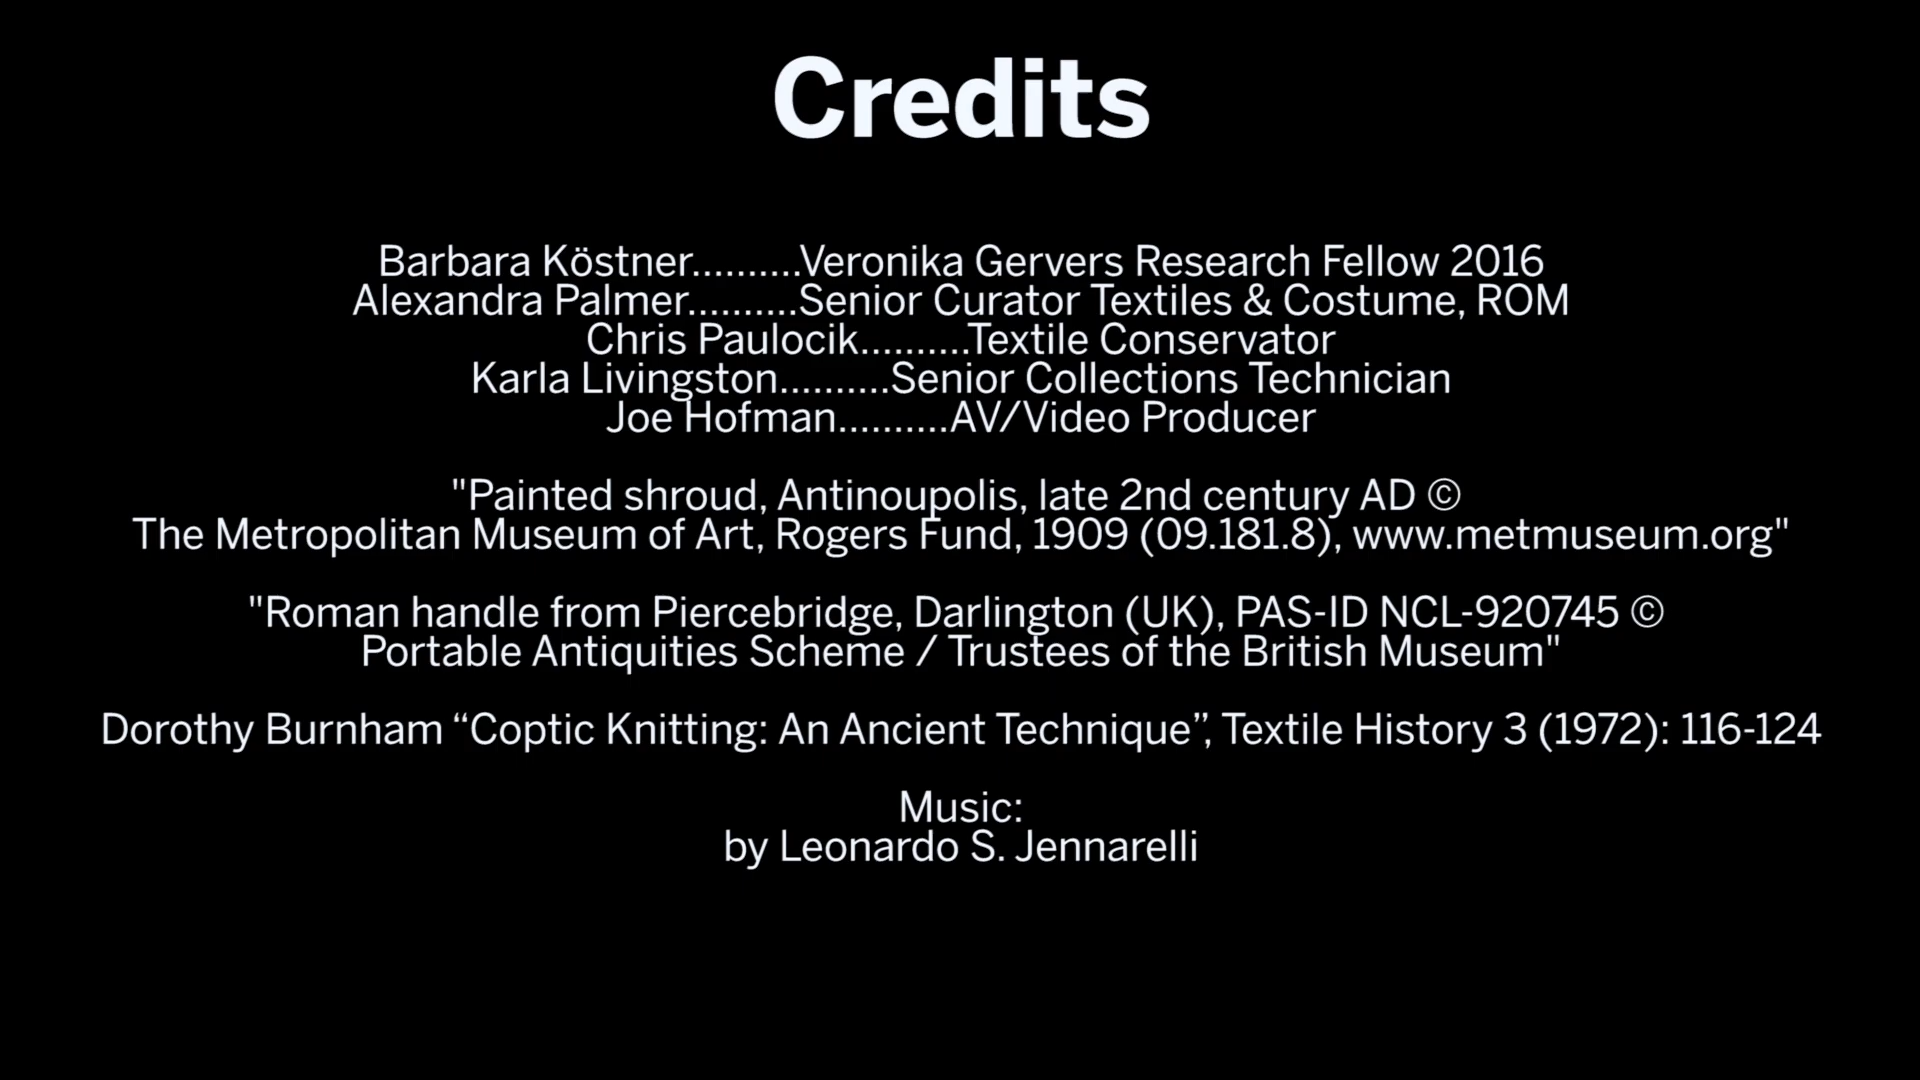 Credits
Barbara Köstner..........Veronika Gervers Research Fellow 2016
Alexandra Palmer..........Senior Curator Textiles & Costume, ROM
Chris Paulocik..........Textile Conservator
Karla Livingston..........Senior Collections Technician
Joe Hofman..........AV/Video Producer
"Painted shroud, Antinoupolis, late 2nd century AD ©
The Metropolitan Museum of Art, Rogers Fund, 1909 (09.181.8), www.metmuseum.org"
"Roman handle from Piercebridge, Darlington (UK), PAS-ID NCL-920745 ©
Portable Antiquities Scheme / Trustees of the British Museum"
Dorothy Burnham “Coptic Knitting: An Ancient Technique”, Textile History 3 (1972): 116-124
Music:
by Leonardo S. Jennarelli